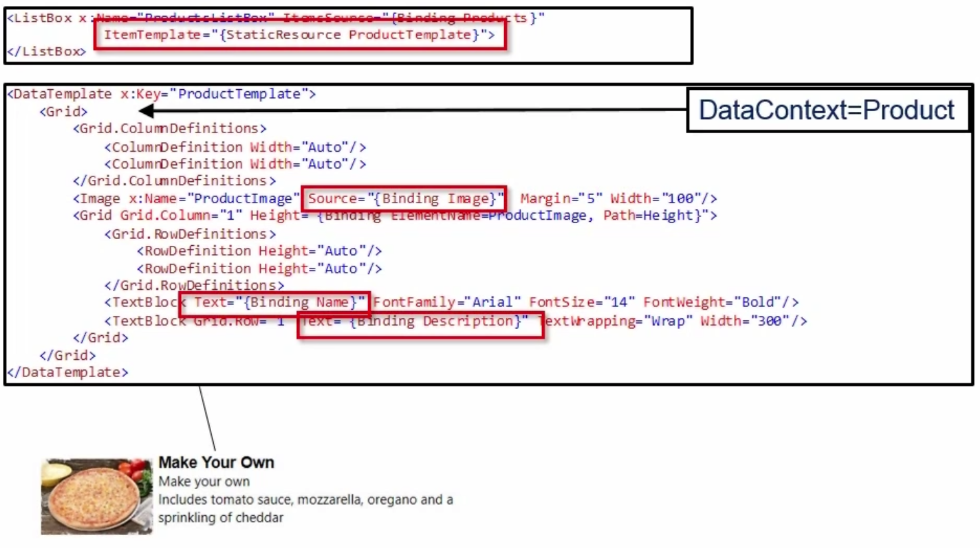 <ListBox x:Name="ProductsListBox" ItemsSource="{Binding Products}"
ItemTemplate="{StaticResource ProductTemplate}">
</ListBox>
<DataTemplate x:Key="ProductTemplate">
<Grid>
DataContext=Product
<Grid.ColumnDefinitions>
<ColumnDefinition Width="Auto"/>
<ColumnDefinition Width="Auto"/>
</Grid.ColumnDefinitions>
<Image x:Name="ProductImage" Source="{Binding Image}" Margin="5" Width="100"/>
<Grid Grid.Column="1" Height="{Binding ElementName=ProductImage, Path=Height}">
<Grid.RowDefinitions>
<RowDefinition Height="Auto"/>
<RowDefinition Height="Auto"/>
</Grid.RowDefinitions>
<TextBlock Text="{Binding Name}" FontFamily="Arial" FontSize="14" FontWeight="Bold"/>
<TextBlock Grid.Row="1" Text="{Binding Description}" TextWrapping="Wrap" Width="300"/>
</Grid>
</Grid>
</DataTemplate>
Make Your Own
Make your own
Includes tomato sauce, mozzarella, oregano and a
sprinkling of cheddar